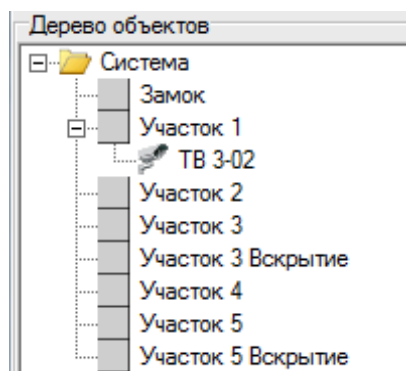 Дерево объектов
Система
Замок
Участок 1
ТВ 3-02
Участок 2
Участок 3
Участок 3 Вскрытие
Участок 4
Участок 5
Участок 5 Вскрытие